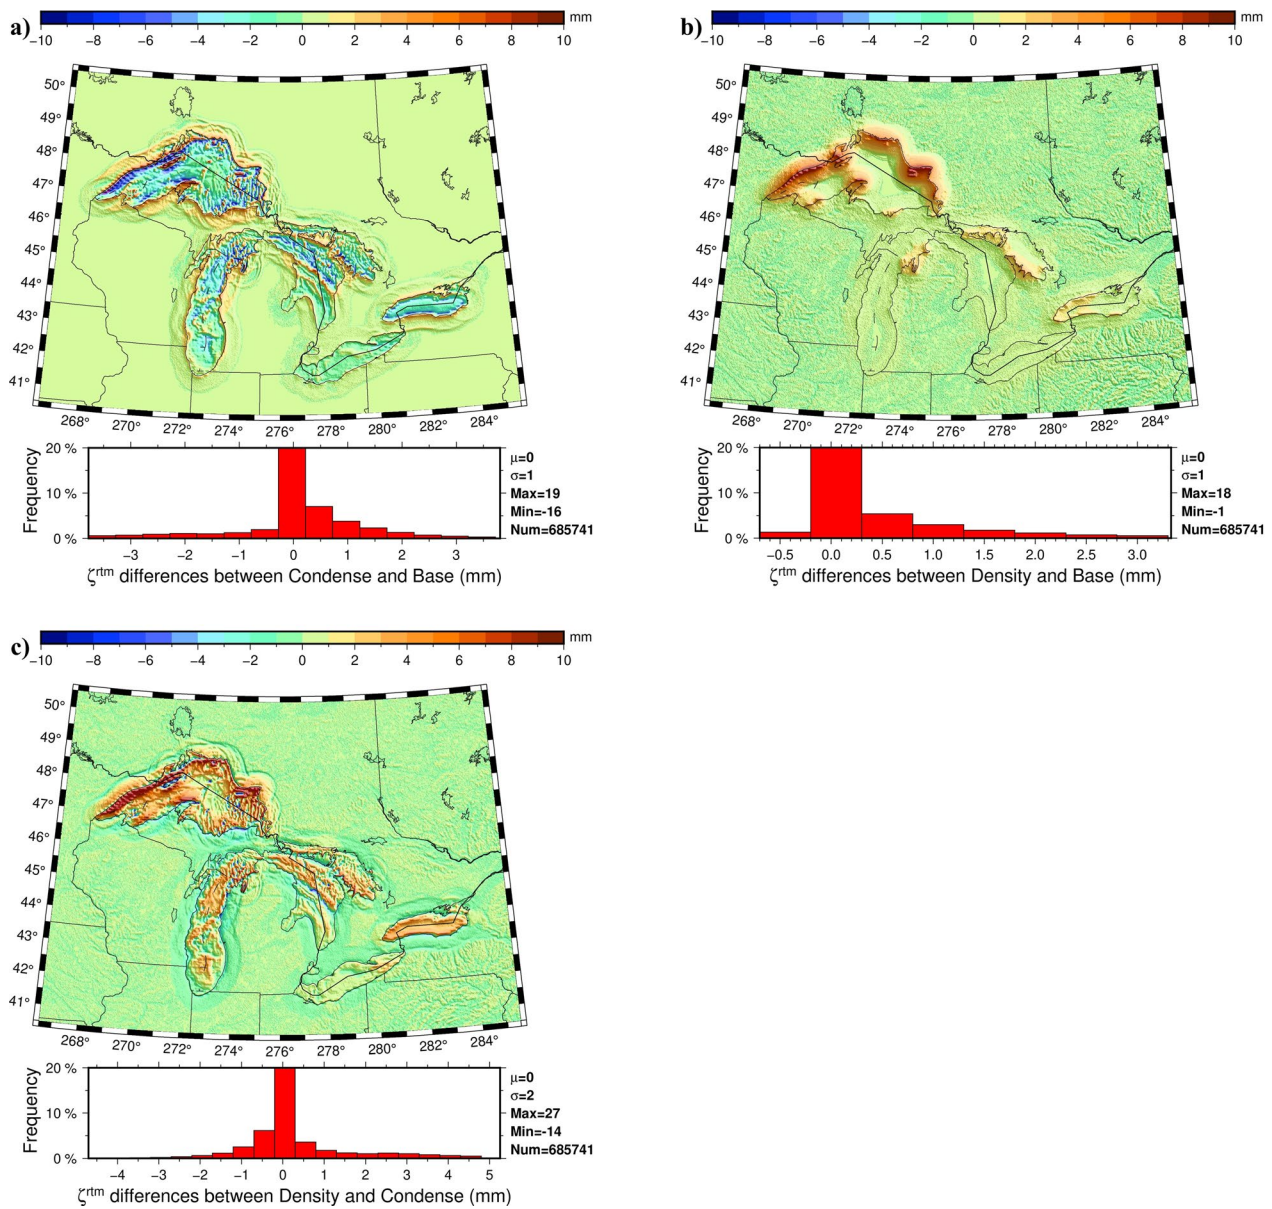 a)
−10 −8 −6 −4 −2 0 2 4 6 8 10 mm
50°
49°
48°
47°
46°
45°
44°
43°
42°
41°
268° 270° 272° 274° 276° 278° 280° 282° 284°
Frequency
20 %
10 %
0 %
−3 −2 −1 0 1 2 3
μ=0
σ=1
Max=19
Min=-16
Num=685741
ζrtm differences between Condense and Base (mm)
b)
−10 −8 −6 −4 −2 0 2 4 6 8 10 mm
50°
49°
48°
47°
46°
45°
44°
43°
42°
41°
268° 270° 272° 274° 276° 278° 280° 282° 284°
Frequency
20 %
10 %
0 %
−0.5 0.0 0.5 1.0 1.5 2.0 2.5 3.0
μ=0
σ=1
Max=18
Min=-1
Num=685741
ζrtm differences between Density and Base (mm)
c)
−10 −8 −6 −4 −2 0 2 4 6 8 10 mm
50°
49°
48°
47°
46°
45°
44°
43°
42°
41°
268° 270° 272° 274° 276° 278° 280° 282° 284°
Frequency
20 %
10 %
0 %
−4 −3 −2 −1 0 1 2 3 4 5
μ=0
σ=2
Max=27
Min=-14
Num=685741
ζrtm differences between Density and Condense (mm)